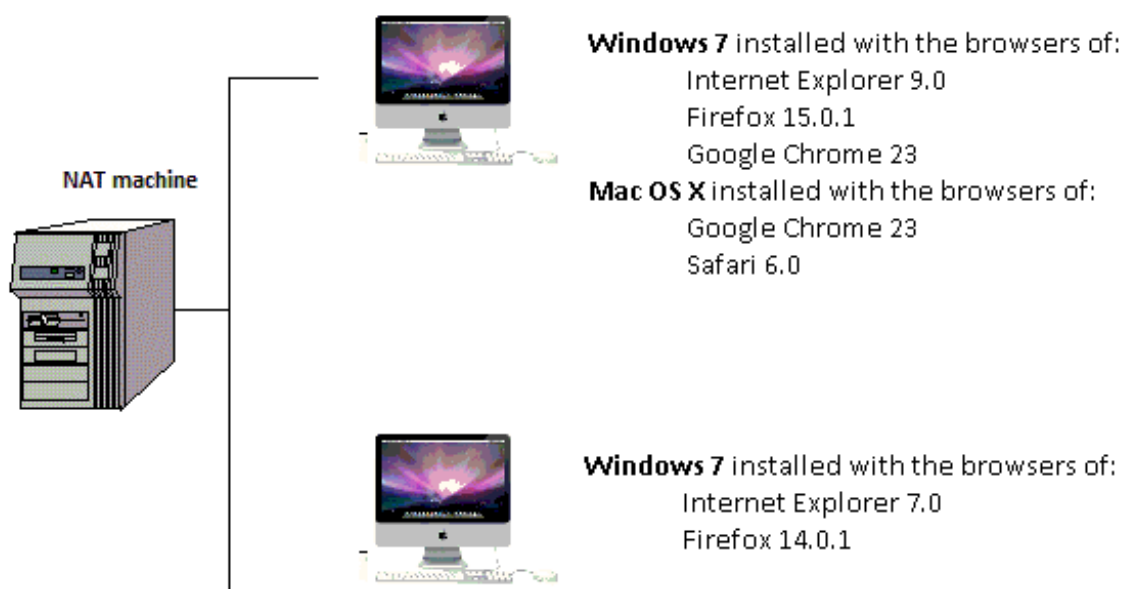 Windows 7 installed with the browsers of:
Internet Explorer 9.0
Firefox 15.0.1
Google Chrome 23
NAT machine
Mac OS X installed with the browsers of:
Google Chrome 23
Safari 6.0
Windows 7 installed with the browsers of:
Internet Explorer 7.0
Firefox 14.0.1